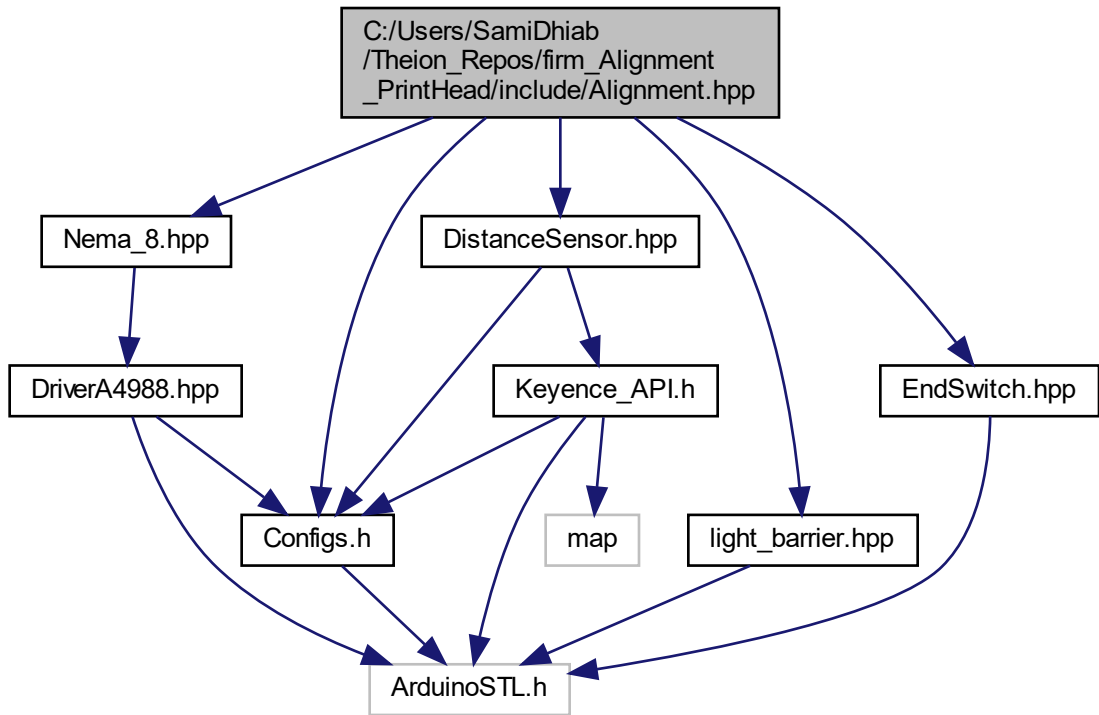 C:/Users/SamiDhiab
/Theion_Repos/firm_Alignment
_PrintHead/include/Alignment.hpp
Nema_8.hpp
DistanceSensor.hpp
DriverA4988.hpp
Keyence_API.h
EndSwitch.hpp
Configs.h
map
light_barrier.hpp
ArduinoSTL.h